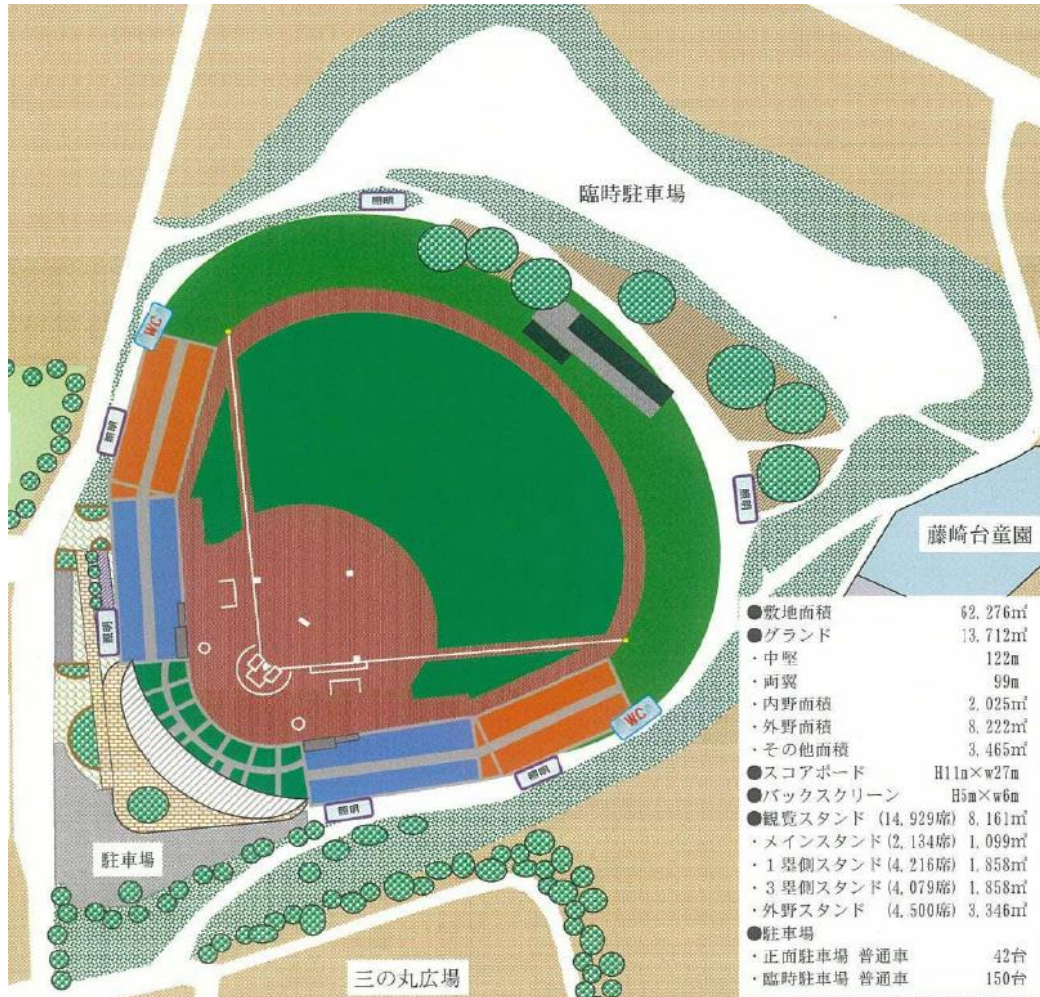 臨時駐車場
照明
WC
照明
照明
藤崎台童園
照明
WC
照明
照明
駐車場
三の丸広場
●敷地面積 62,276㎡
●グランド 13,712㎡
・中堅 122m
・両翼 99m
・内野面積 2,025㎡
・外野面積 8,222㎡
・その他面積 3,465㎡
●スコアボード H11m×w27m
●バックスクリーン H5m×w6m
●観覧スタンド (14,929席) 8,161㎡
・メインスタンド(2,134席) 1,099㎡
・1塁側スタンド(4,216席) 1,858㎡
・3塁側スタンド(4,079席) 1,858㎡
・外野スタンド (4,500席) 3,346㎡
●駐車場
・正面駐車場 普通車 42台
・臨時駐車場 普通車 150台